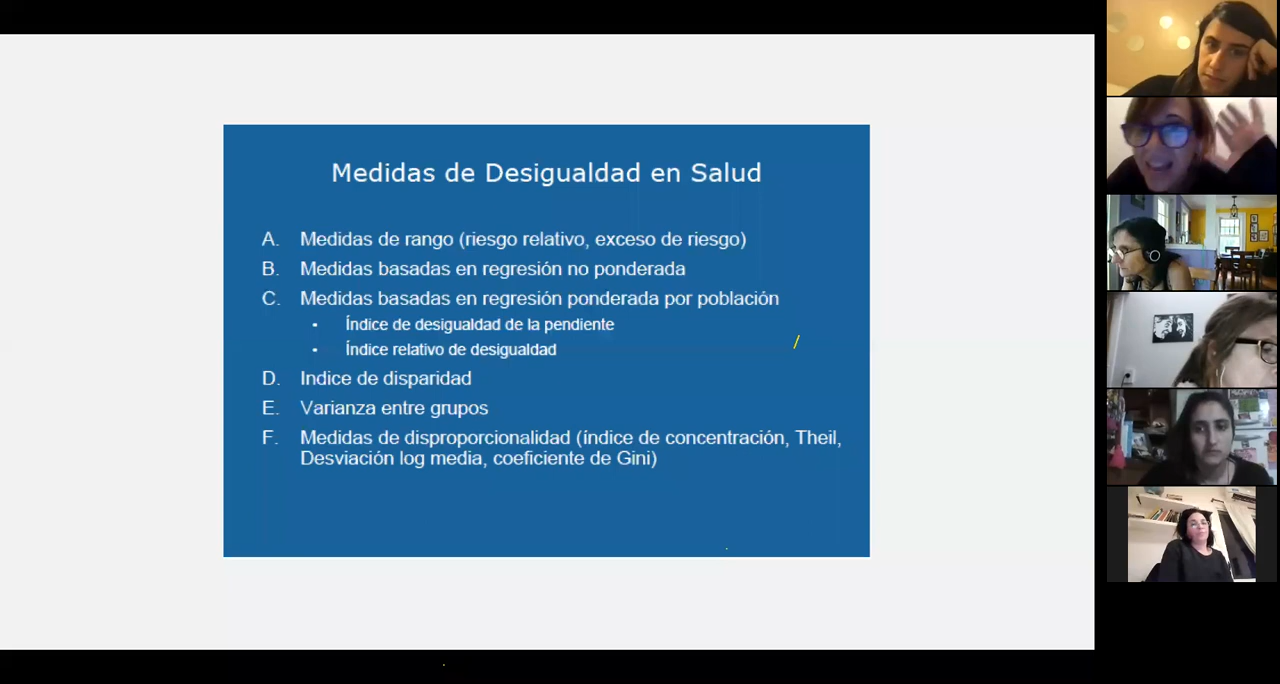 Medidas de Desigualdad en Salud
A. Medidas de rango (riesgo relativo, exceso de riesgo)
B. Medidas basadas en regresión no ponderada
C. Medidas basadas en regresión ponderada por población
• Índice de desigualdad de la pendiente
• Índice relativo de desigualdad
D. Indice de disparidad
E. Varianza entre grupos
F. Medidas de disproporcionalidad (índice de concentración, Theil,
Desviación log media, coeficiente de Gini)